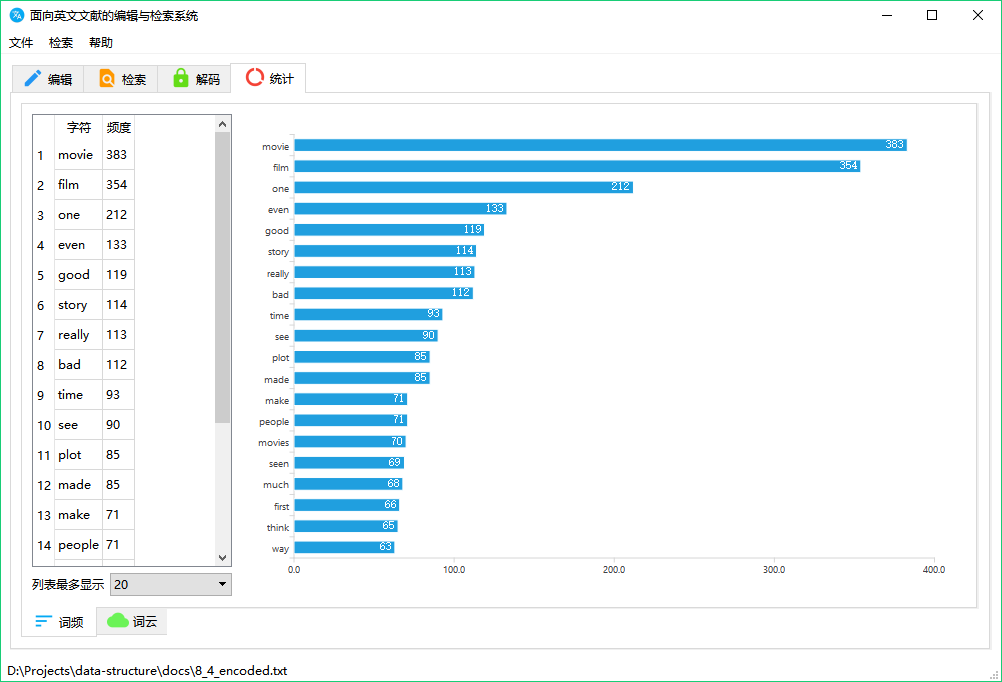 面向英文文献的编辑与检索系统
文件 检索 帮助
编辑 检索 解码 统计
字符 频度
1 movie 383
2 film 354
3 one 212
4 even 133
5 good 119
6 story 114
7 really 113
8 bad 112
9 time 93
10 see 90
11 plot 85
12 made 85
13 make 71
14 people 71
列表最多显示 20
movie 383
film 354
one 212
even 133
good 119
story 114
really 113
bad 112
time 93
see 90
plot 85
made 85
make 71
people 71
movies 70
seen 69
much 68
first 66
think 65
way 63
0.0 100.0 200.0 300.0 400.0
词频 词云
D:\Projects\data-structure\docs\8_4_encoded.txt